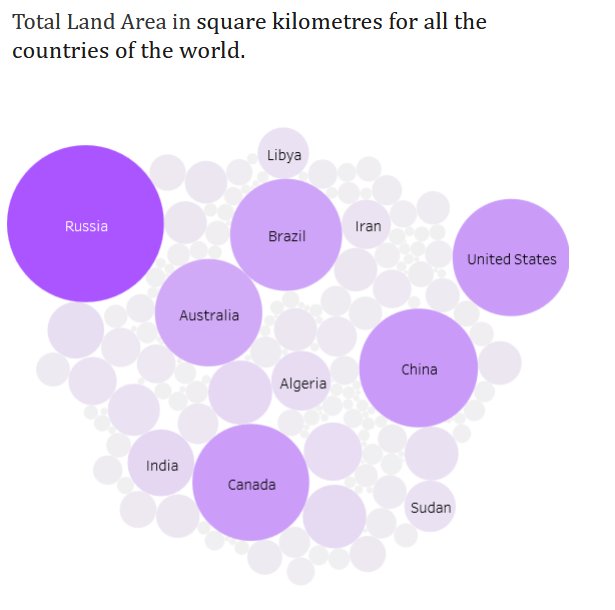 Total Land Area in square kilometres for all the
countries of the world.
Libya
Russia
Brazil
Iran
United States
Australia
China
Algeria
India
Canada
Sudan